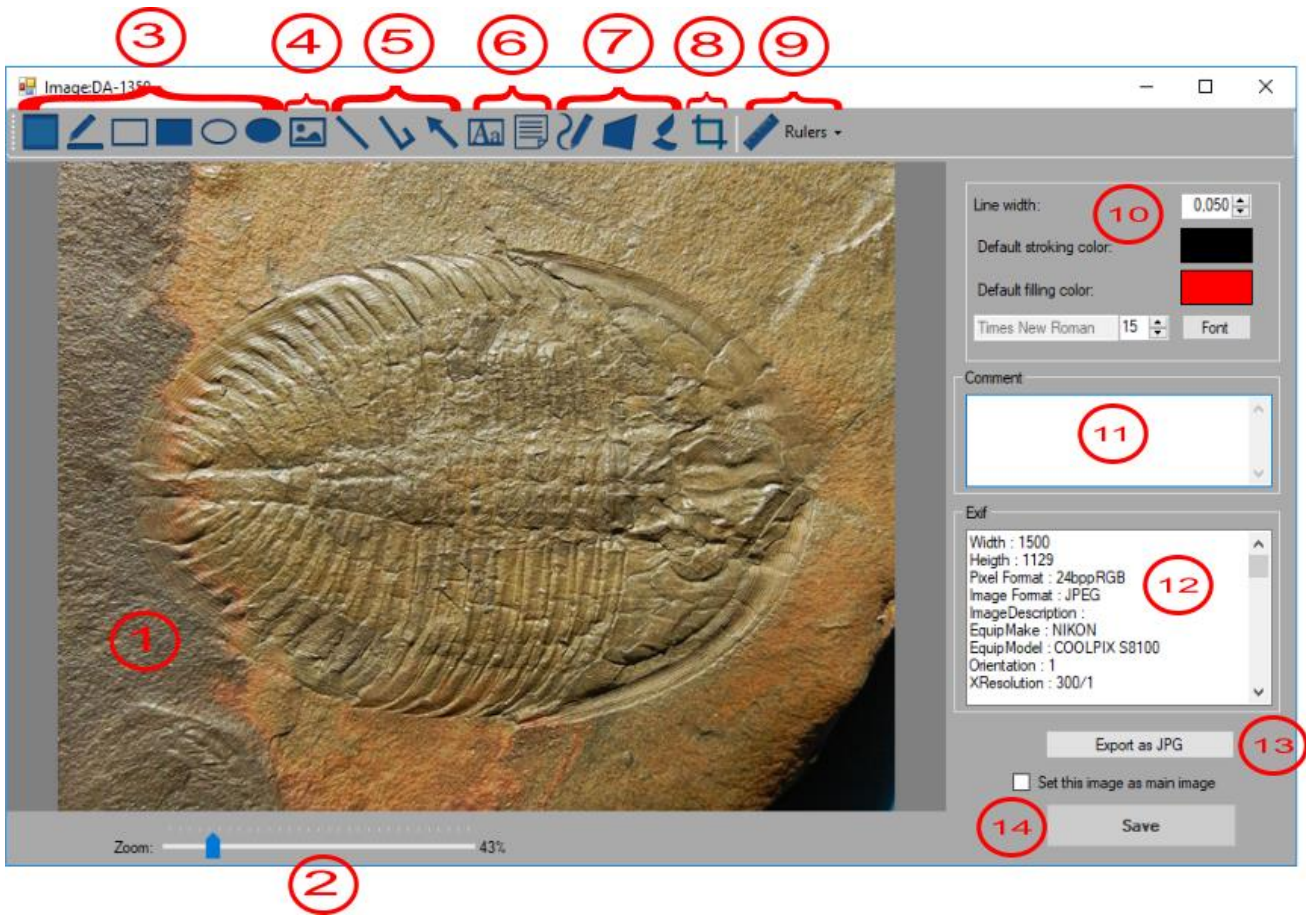 3 4 5 6 7 8 9
Image:DA-1350
Aa Rulers
Line width: 10 0,050
Default stroking color:
Default filling color:
Times New Roman 15 Font
Comment
11
Exif
Width : 1500
Heigth : 1129
Pixel Format : 24bppRGB
Image Format : JPEG
ImageDescription :
EquipMake : NIKON
EquipModel : COOLPIX S8100
Orientation : 1
XResolution : 300/1
12
1
Export as JPG 13
Set this image as main image
14 Save
Zoom: 43%
2